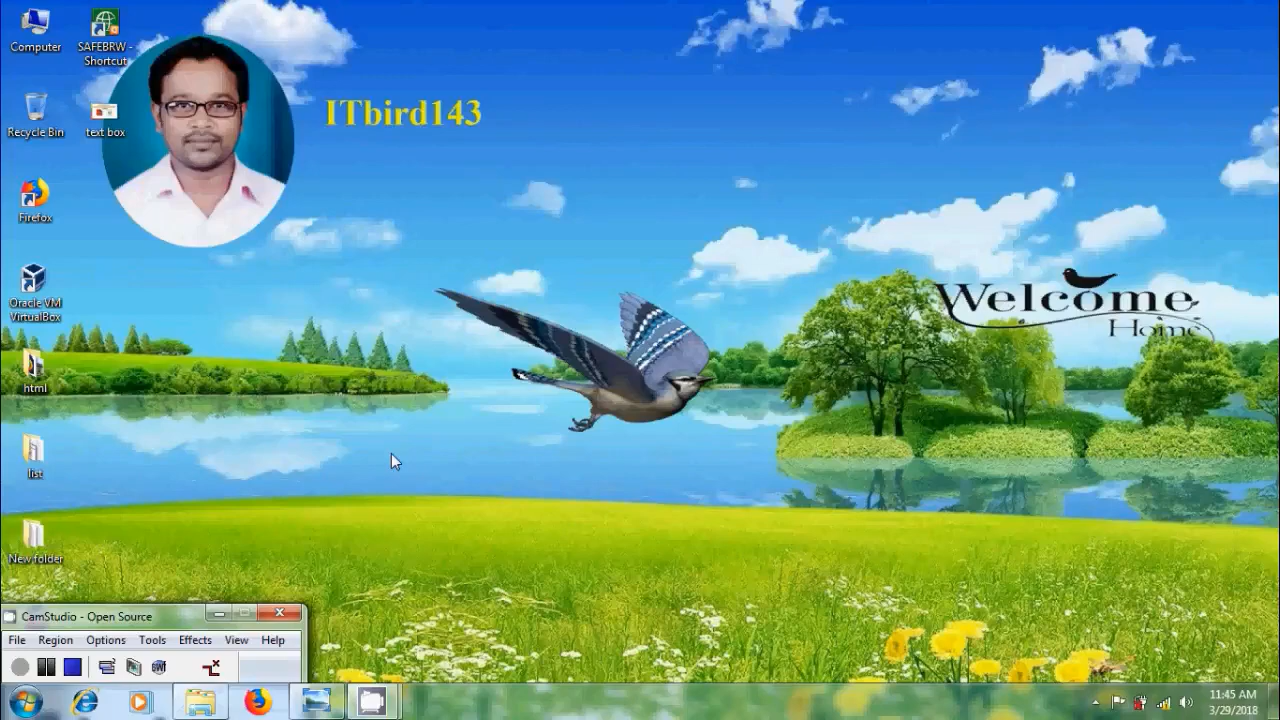 Computer
SAFEBRW -
Shortcut
Recycle Bin
text box
ITbird143
Firefox
Oracle VM
VirtualBox
Welcome
Home
html
list
New folder
CamStudio - Open Source
File Region Options Tools Effects View Help
11:45 AM
3/29/2018